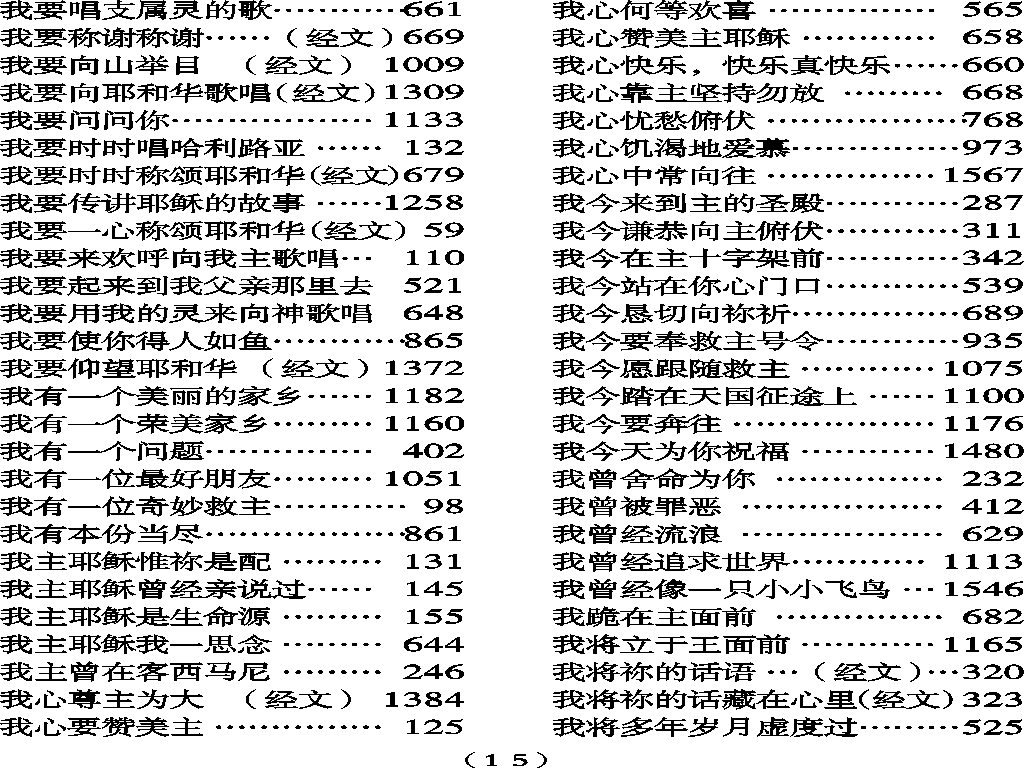 我要唱支属灵的歌…………661
我要称谢称谢……（经文）669
我要向山举目 （经文） 1009
我要向耶和华歌唱(经文)1309
我要问问你……………… 1133
我要时时唱哈利路亚 …… 132
我要时时称颂耶和华(经文)679
我要传讲耶稣的故事 ……1258
我要一心称颂耶和华(经文) 59
我要来欢呼向我主歌唱… 110
我要起来到我父亲那里去 521
我要用我的灵来向神歌唱 648
我要使你得人如鱼…………865
我要仰望耶和华 （经文）1372
我有一个美丽的家乡…… 1182
我有一个荣美家乡……… 1160
我有一个问题…………… 402
我有一位最好朋友……… 1051
我有一位奇妙救主………… 98
我有本份当尽………………861
我主耶稣惟祢是配 ……… 131
我主耶稣曾经亲说过…… 145
我主耶稣是生命源 ……… 155
我主耶稣我一思念 ……… 644
我主曾在客西马尼 ……… 246
我心尊主为大 （经文） 1384
我心要赞美主 …………… 125
我心何等欢喜 …………… 565
我心赞美主耶稣 ………… 658
我心快乐，快乐真快乐……660
我心靠主坚持勿放 ……… 668
我心忧愁俯伏 ……………768
我心饥渴地爱慕……………973
我心中常向往 …………… 1567
我今来到主的圣殿…………287
我今谦恭向主俯伏…………311
我今在主十字架前…………342
我今站在你心门口…………539
我今恳切向祢祈……………689
我今要奉救主号令…………935
我今愿跟随救主 ………… 1075
我今踏在天国征途上 …… 1100
我今要奔往 ……………… 1176
我今天为你祝福 ………… 1480
我曾舍命为你 …………… 232
我曾被罪恶 ……………… 412
我曾经流浪 ……………… 629
我曾经追求世界………… 1113
我曾经像一只小小飞鸟 … 1546
我跪在主面前 …………… 682
我将立于王面前 ………… 1165
我将祢的话语 …（经文）…320
我将祢的话藏在心里(经文) 323
我将多年岁月虚度过………525
（１５）